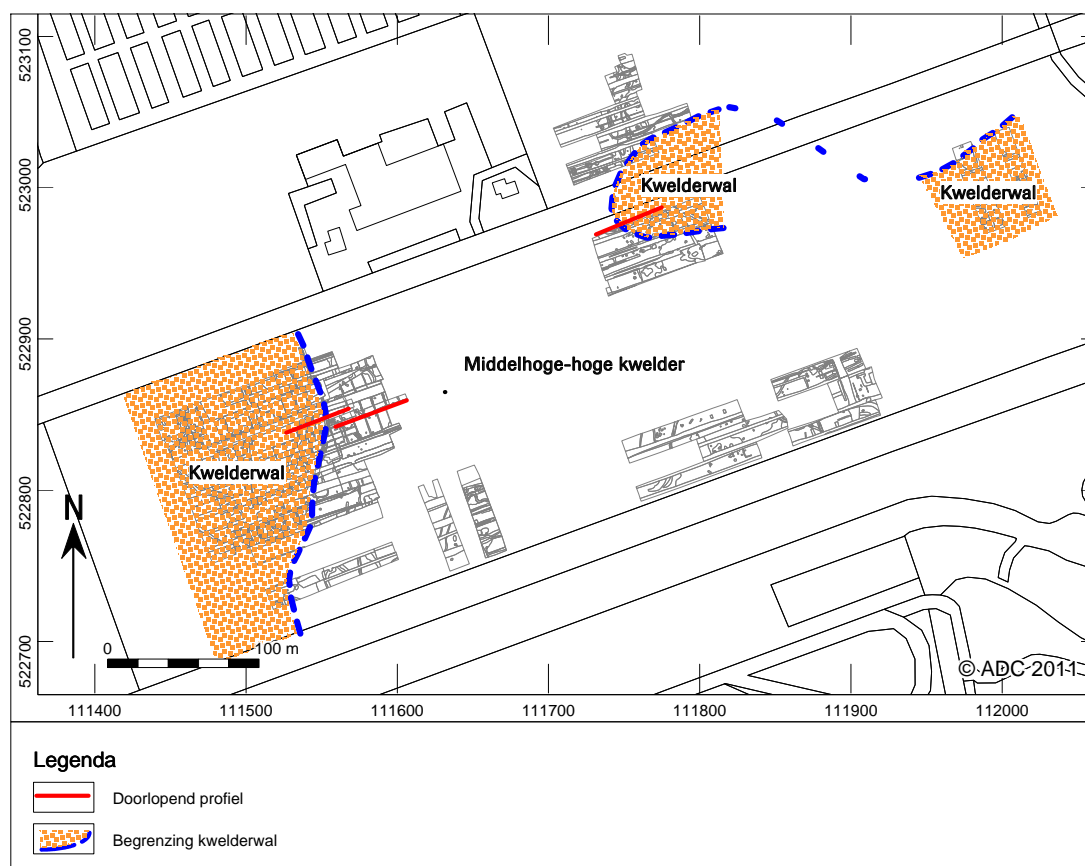 523100
523000
522900
522800
522700
Kwelderwal
Kwelderwal
Middelhoge-hoge kwelder
Kwelderwal
N
0 100 m
© ADC 2011
111400 111500 111600 111700 111800 111900 112000
Legenda
Doorlopend profiel
Begrenzing kwelderwal